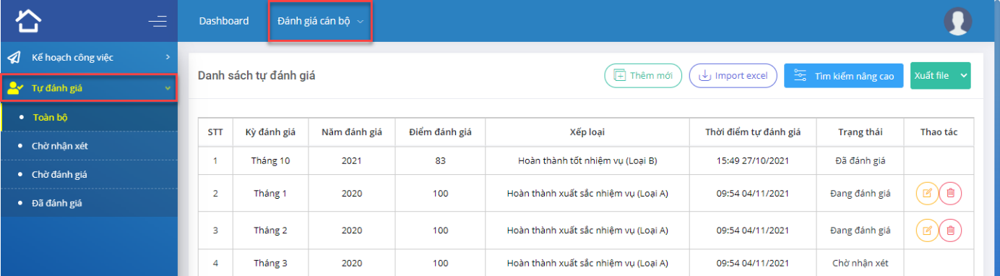 Dashboard Đánh giá cán bộ
Kế hoạch công việc
Tự đánh giá
Toàn bộ
Chờ nhận xét
Chờ đánh giá
Đã đánh giá
Danh sách tự đánh giá Thêm mới Import excel Tìm kiếm nâng cao Xuất file
STT Kỳ đánh giá Năm đánh giá Điểm đánh giá Xếp loại Thời điểm tự đánh giá Trạng thái Thao tác
1 Tháng 10 2021 83 Hoàn thành tốt nhiệm vụ (Loại B) 15:49 27/10/2021 Đã đánh giá
2 Tháng 1 2020 100 Hoàn thành xuất sắc nhiệm vụ (Loại A) 09:54 04/11/2021 Đang đánh giá
3 Tháng 2 2020 100 Hoàn thành xuất sắc nhiệm vụ (Loại A) 09:54 04/11/2021 Đang đánh giá
4 Tháng 3 2020 100 Hoàn thành xuất sắc nhiệm vụ (Loại A) 09:54 04/11/2021 Chờ nhận xét